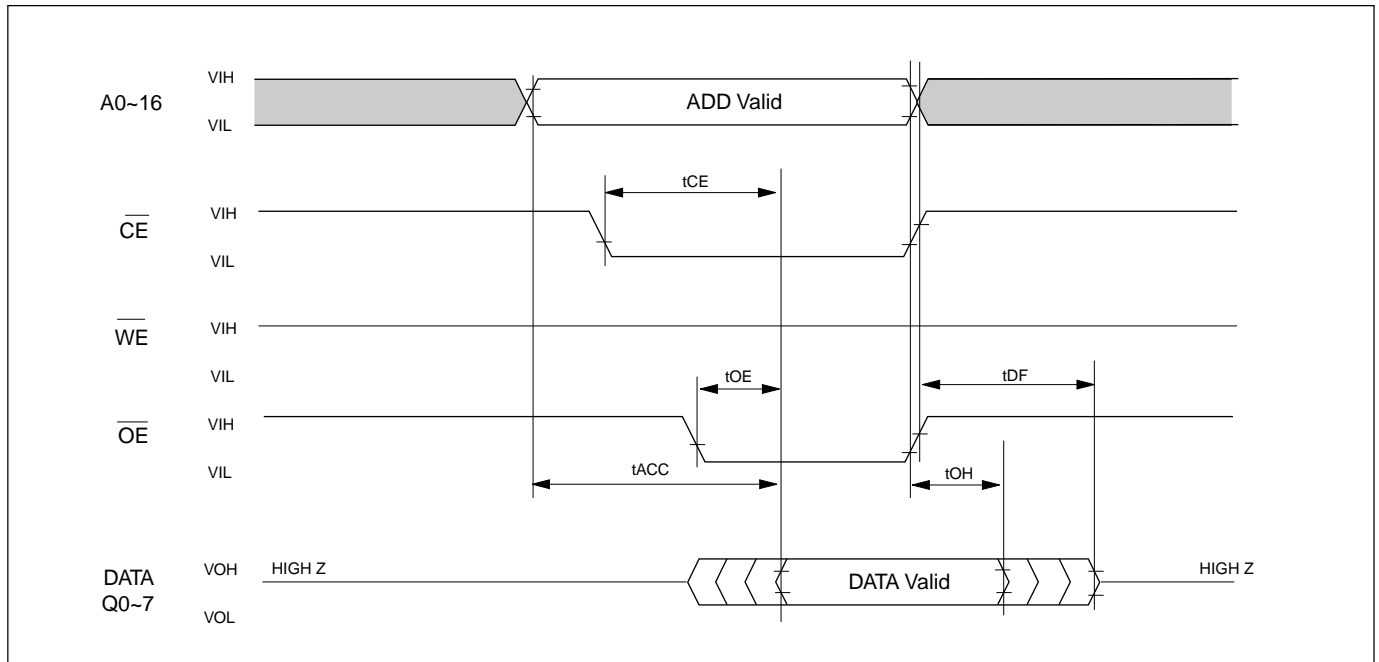 VIH
A0~16
ADD Valid
VIL
tCE
VIH
CE
VIL
VIH
WE
VIL
tOE
tDF
VIH
OE
VIL
tACC
tOH
VOH
HIGH Z
DATA Valid
HIGH Z
DATA
Q0~7
VOL